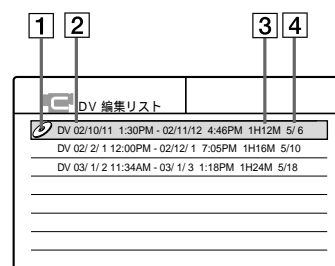 1 2 3 4
DV 編集リスト
DV 02/10/11 1:30PM - 02/11/12 4:46PM 1H12M 5/ 6
DV 02/ 2/ 1 12:00PM - 02/12/ 1 7:05PM 1H16M 5/10
DV 03/ 1/ 2 11:34AM - 03/ 1/ 3 1:18PM 1H24M 5/18